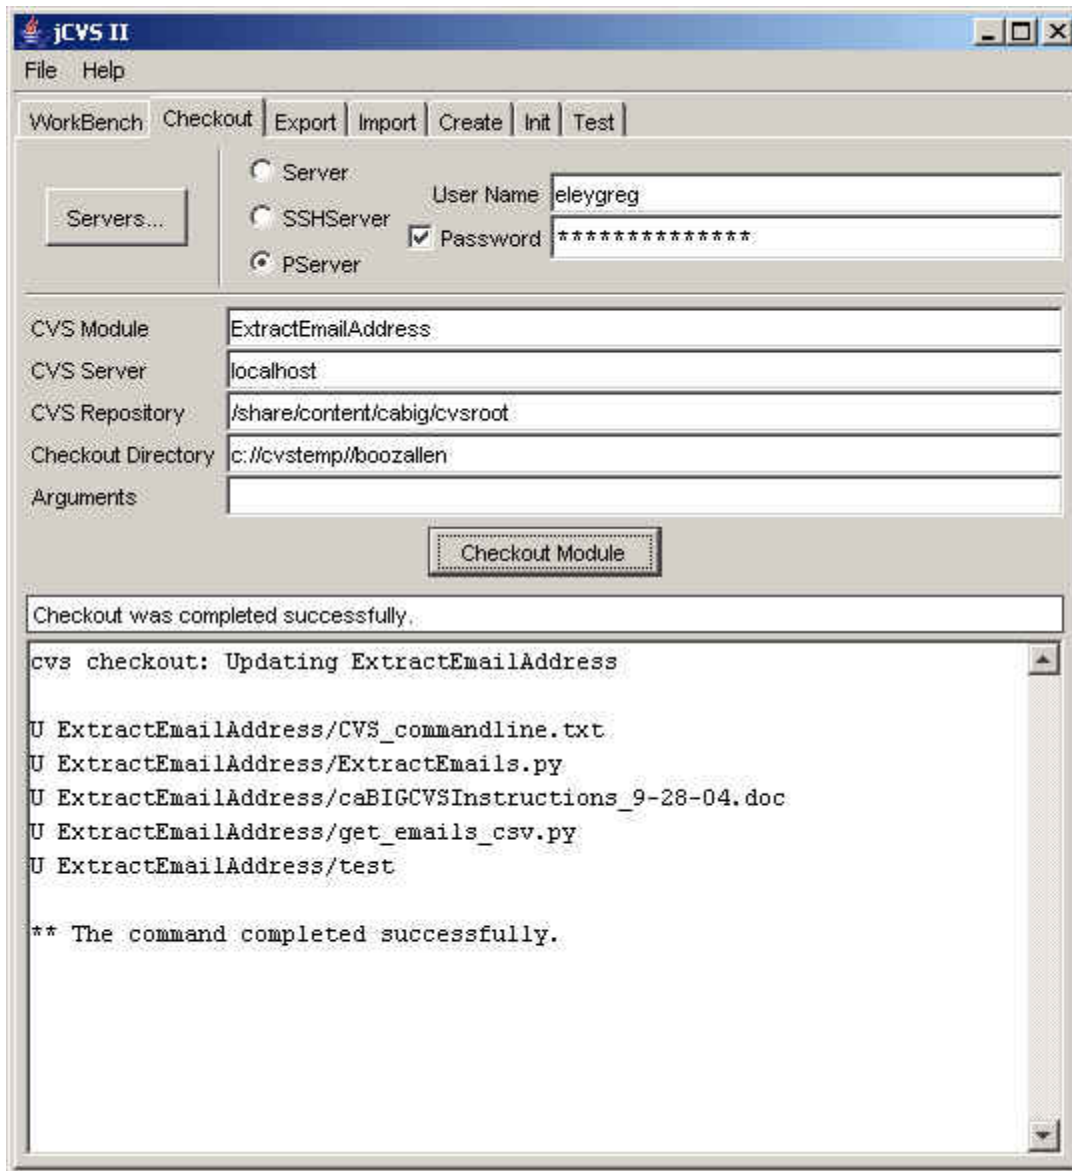 jCVS II
File Help
WorkBench Checkout Export Import Create Init Test
Servers...
Server
SSHServer
PServer
User Name eleygreg
Password **************
CVS Module ExtractEmailAddress
CVS Server localhost
CVS Repository /share/content/cabig/cvsroot
Checkout Directory c://cvstemp//boozallen
Arguments
Checkout Module
Checkout was completed successfully.
cvs checkout: Updating ExtractEmailAddress
U ExtractEmailAddress/CVS_commandline.txt
U ExtractEmailAddress/ExtractEmails.py
U ExtractEmailAddress/caBIGCVSInstructions_9-28-04.doc
U ExtractEmailAddress/get_emails_csv.py
U ExtractEmailAddress/test
** The command completed successfully.